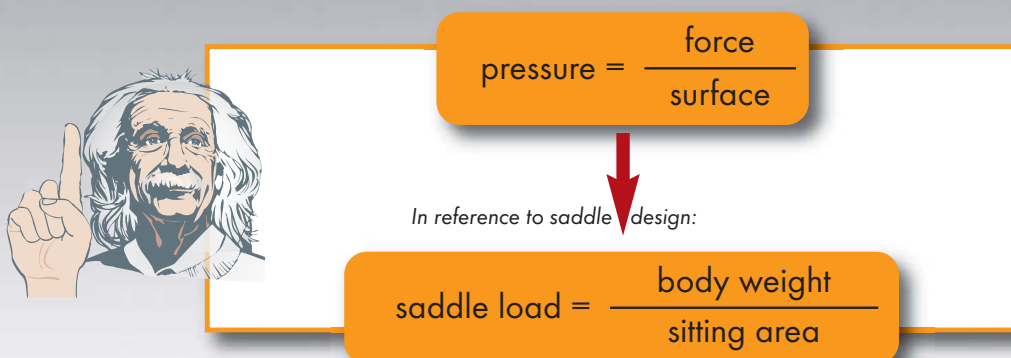 force
pressure =
surface
In reference to saddle design:
body weight
saddle load =
sitting area